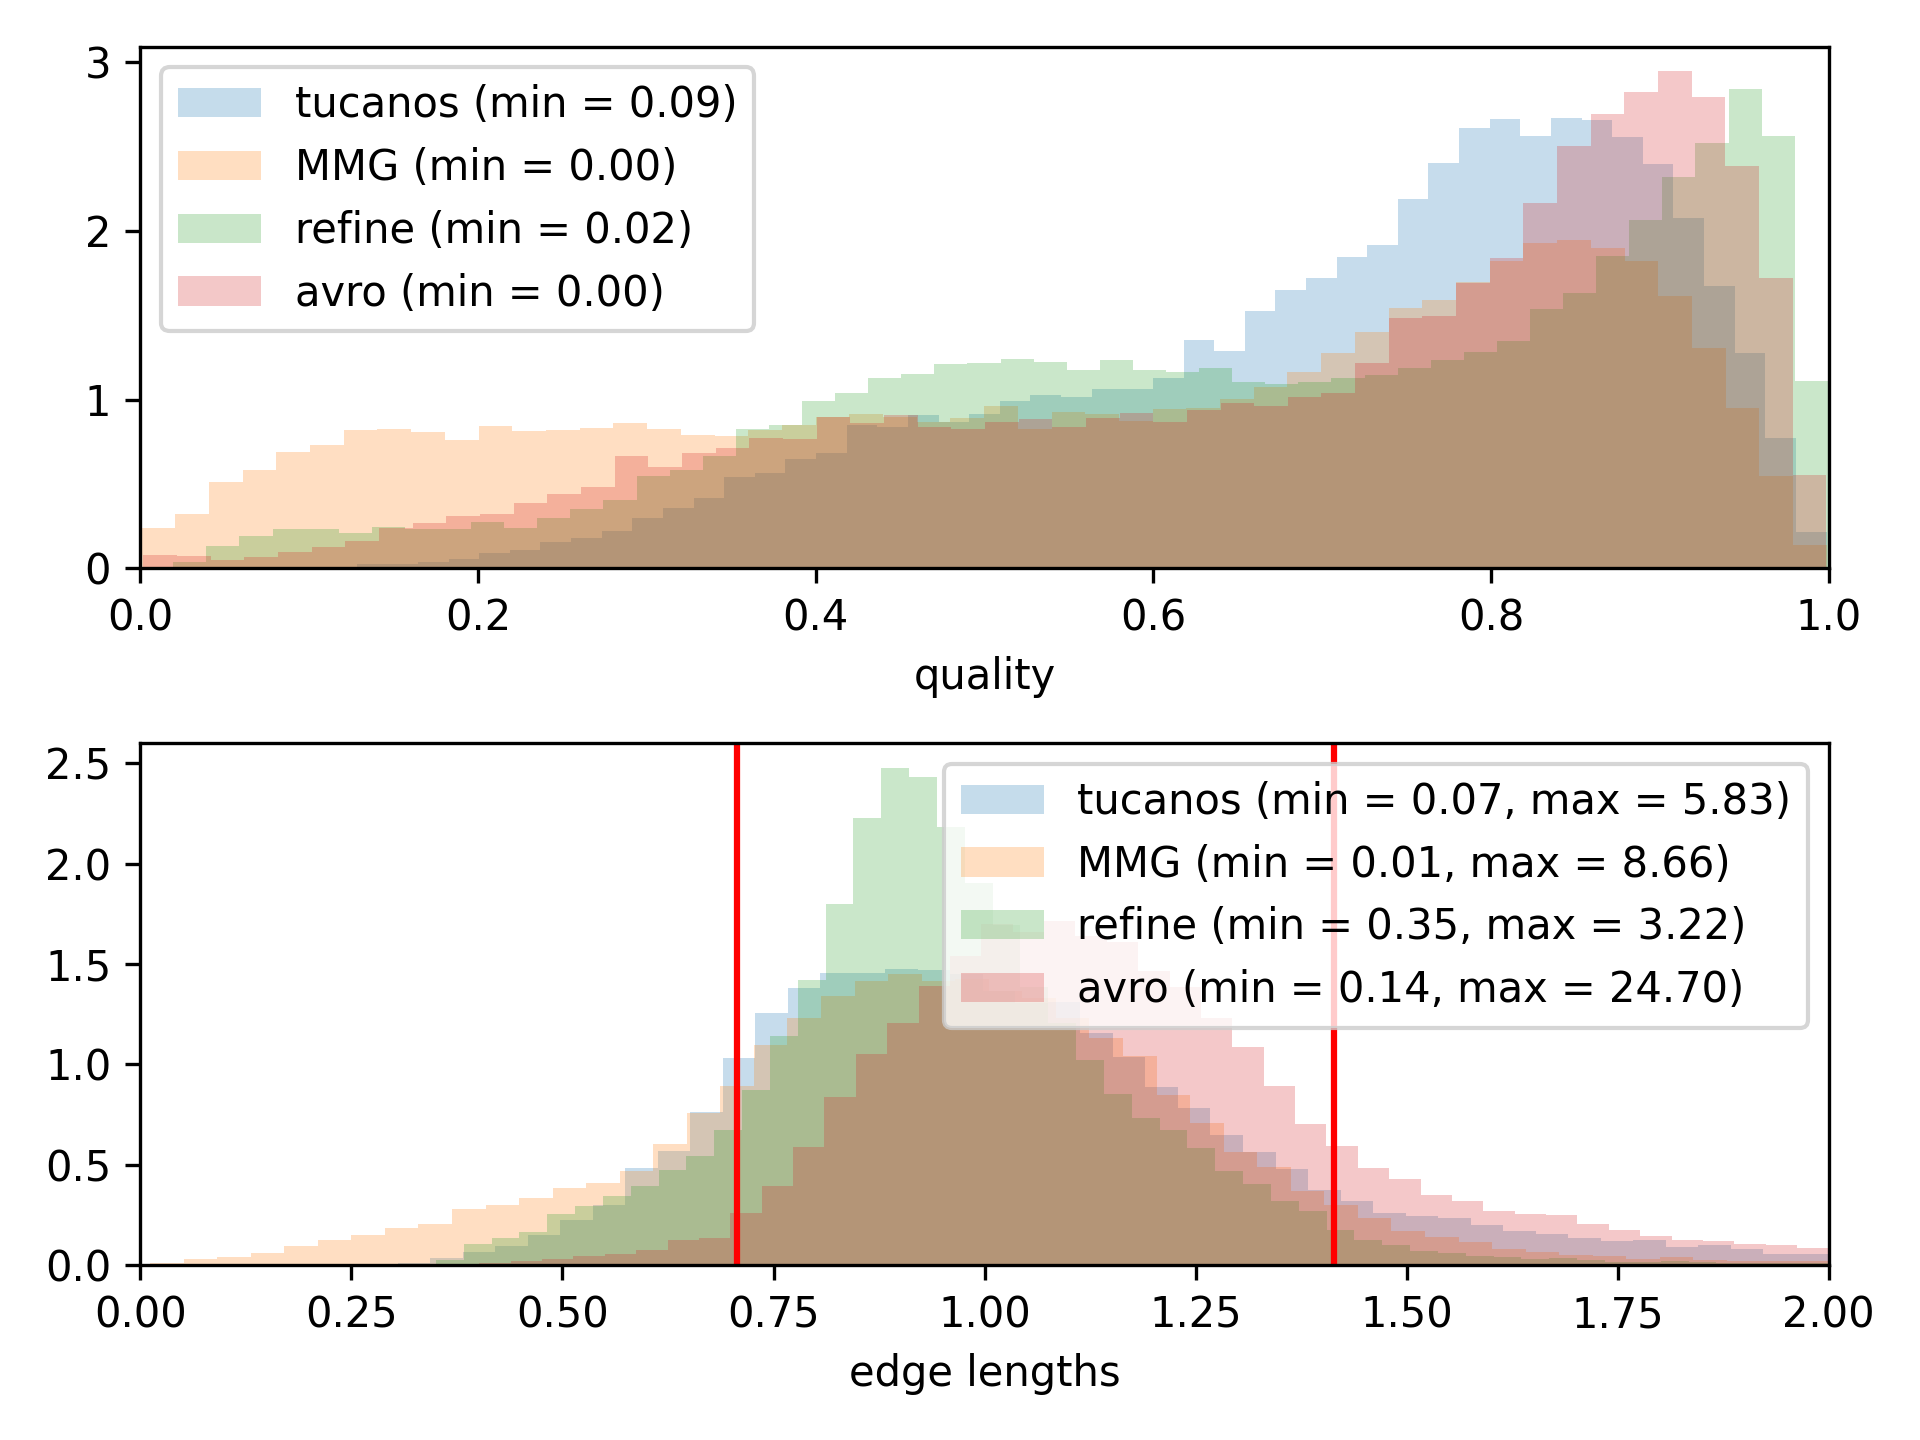 3
2
1
0
tucanos (min = 0.09)
MMG (min = 0.00)
refine (min = 0.02)
avro (min = 0.00)
0.0 0.2 0.4 0.6 0.8 1.0
quality
2.5
2.0
1.5
1.0
0.5
0.0
tucanos (min = 0.07, max = 5.83)
MMG (min = 0.01, max = 8.66)
refine (min = 0.35, max = 3.22)
avro (min = 0.14, max = 24.70)
0.00 0.25 0.50 0.75 1.00 1.25 1.50 1.75 2.00
edge lengths